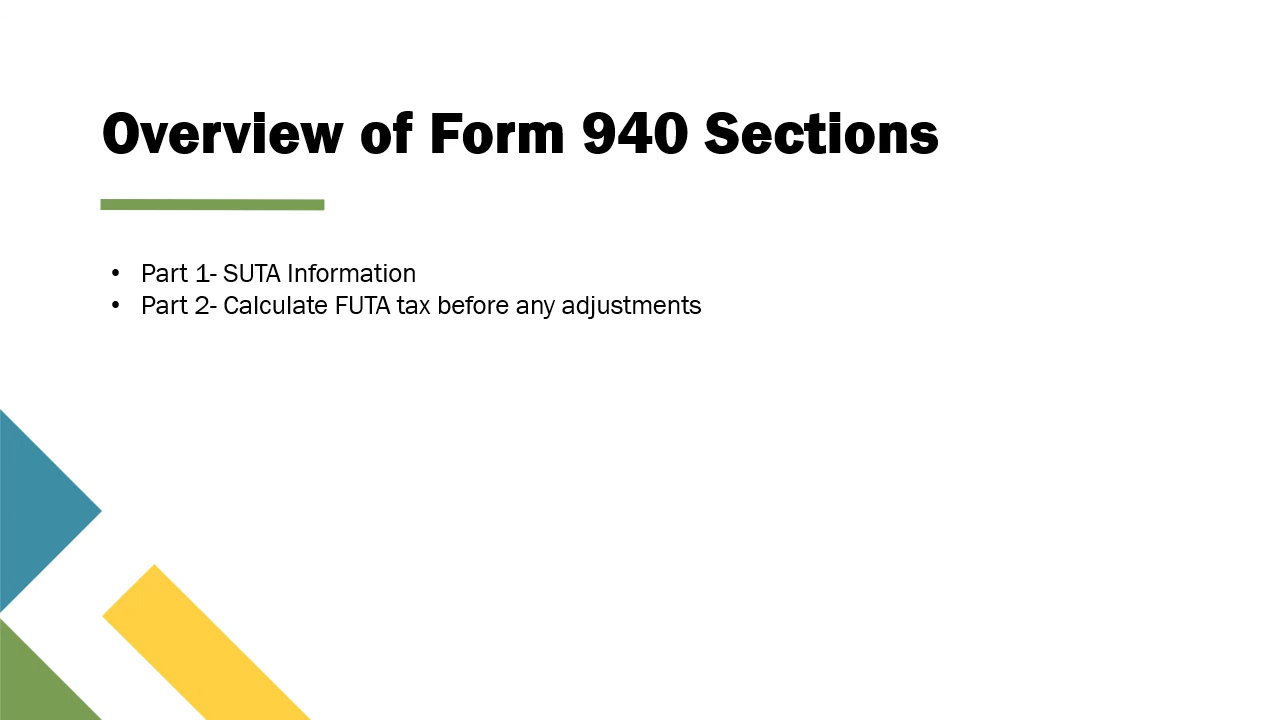 Overview of Form 940 Sections
• Part 1- SUTA Information
• Part 2- Calculate FUTA tax before any adjustments